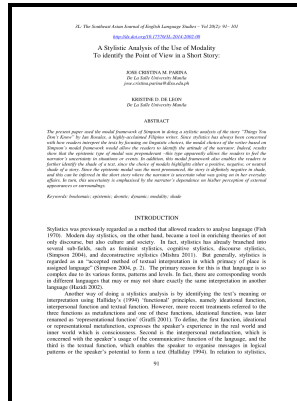 3L: The Southeast Asian Journal of English Language Studies – Vol 20(2): 91 – 101
http://dx.doi.org/10.17576/3L-2014-2002-08
A Stylistic Analysis of the Use of Modality
To identify the Point of View in a Short Story:
JOSE CRISTINA M. PARINA
De La Salle University Manila
jose.cristina.parina@dlsu.edu.ph
KRISTINE D. DE LEON
De La Salle University Manila
ABSTRACT
The present paper used the modal framework of Simpson in doing a stylistic analysis of the story "Things You
Don't Know" by Ian Rosales, a highly-acclaimed Filipino writer. Since stylistics has always been concerned
with how readers interpret the texts by focusing on linguistic choices, the modal choices of the writer based on
Simpson's modal framework would allow the readers to identify the attitude of the narrator. Indeed, results
show that the epistemic type of modal was preponderant –this type apparently allows the readers to feel the
narrator's uncertainty in situations or events. In addition, this modal framework also enables the readers to
further identify the shade of a text, since the choice of modals highlights either a positive, negative, or neutral
shade of a story. Since the epistemic modal was the most pronounced, the story is definitely negative in shade,
and this can be inferred in the short story where the narrator is uncertain what was going on in her everyday
affairs. In turn, this uncertainty is emphasised by the narrator's dependence on higher perception of external
appearances or surroundings.
Keywords: boulomaic; epistemic; deontic; dynamic; modality; shade
INTRODUCTION
Stylistics was previously regarded as a method that allowed readers to analyse language (Fish
1970). Modern day stylistics, on the other hand, became a tool in enriching theories of not
only discourse, but also culture and society. In fact, stylistics has already branched into
several sub-fields, such as feminist stylistics, cognitive stylistics, discourse stylistics,
(Simpson 2004), and deconstructive stylistics (Mishra 2011). But generally, stylistics is
regarded as an "accepted method of textual interpretation in which primacy of place is
assigned language" (Simpson 2004, p. 2). The primary reason for this is that language is so
complex due to its various forms, patterns and levels. In fact, there are corresponding words
in different languages that may or may not share exactly the same interpretation in another
language (Batah 2002).
Another way of doing a stylistic analysis is by identifying the text's meaning or
interpretation using Halliday's (1994) 'functional' principles, namely ideational function,
interpersonal function and textual function. However, more recent treatments referred to the
three functions as metafunctions and one of these functions, ideational function, was later
renamed as 'representational function' (Graffi 2001). To define, the first function, ideational
or representational metafunction, expresses the speaker's experience in the real world and
inner world which is consciousness. Second is the interpersonal metafunction, which is
concerned with the speaker's usage of the communicative function of the language, and the
third is the textual function, which enables the speaker to organise messages in logical
patterns or the speaker's potential to form a text (Halliday 1994). In relation to stylistics,
91